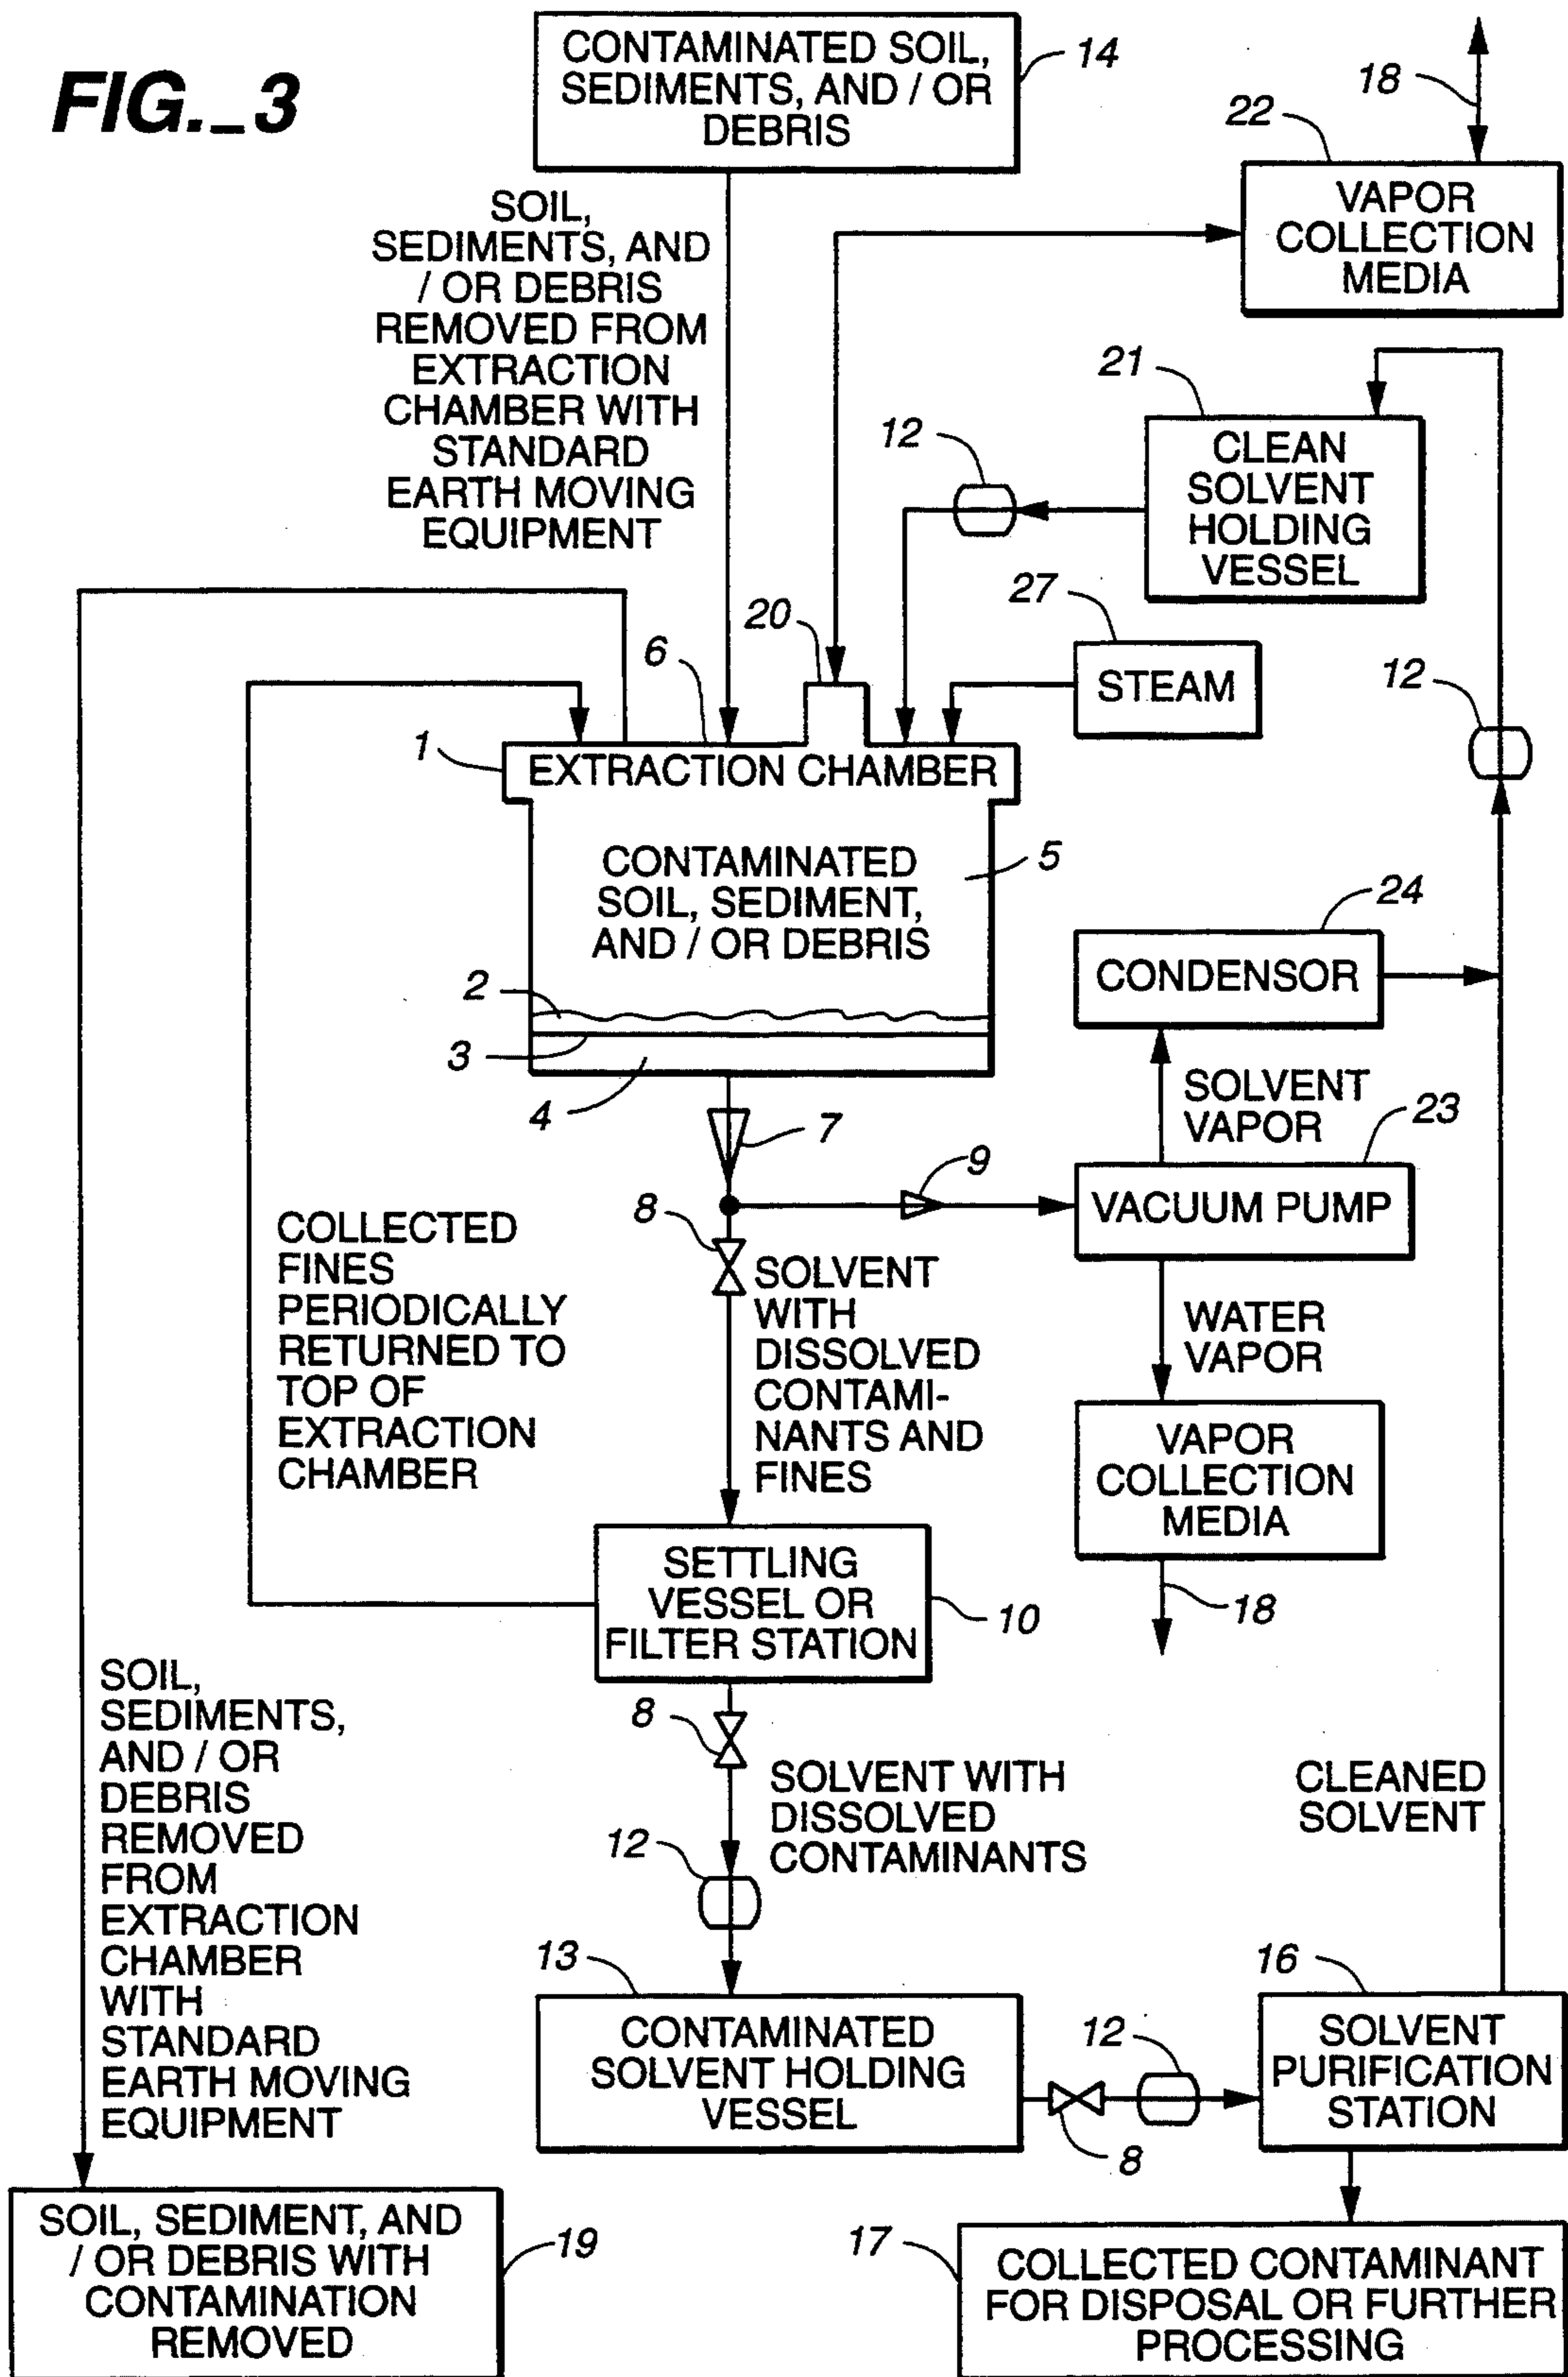 FIG._3
CONTAMINATED SOIL,
SEDIMENTS, AND / OR
DEBRIS
14
18
22
VAPOR
COLLECTION
MEDIA
SOIL,
SEDIMENTS, AND
/ OR DEBRIS
REMOVED FROM
EXTRACTION
CHAMBER WITH
STANDARD
EARTH MOVING
EQUIPMENT
21
CLEAN
SOLVENT
HOLDING
VESSEL
12
27
STEAM
20
6
12
1
EXTRACTION CHAMBER
CONTAMINATED
SOIL, SEDIMENT,
AND / OR DEBRIS
5
2
3
4
24
CONDENSOR
SOLVENT
VAPOR
7
9
23
VACUUM PUMP
8
COLLECTED
FINES
PERIODICALLY
RETURNED TO
TOP OF
EXTRACTION
CHAMBER
SOLVENT
WITH
DISSOLVED
CONTAMI-
NANTS AND
FINES
WATER
VAPOR
VAPOR
COLLECTION
MEDIA
18
SETTLING
VESSEL OR
FILTER STATION
10
8
SOLVENT WITH
DISSOLVED
CONTAMINANTS
CLEANED
SOLVENT
12
SOIL,
SEDIMENTS,
AND / OR
DEBRIS
REMOVED
FROM
EXTRACTION
CHAMBER
WITH
STANDARD
EARTH MOVING
EQUIPMENT
13
CONTAMINATED
SOLVENT HOLDING
VESSEL
12
8
16
SOLVENT
PURIFICATION
STATION
SOIL, SEDIMENT, AND
/ OR DEBRIS WITH
CONTAMINATION
REMOVED
19
17
COLLECTED CONTAMINANT
FOR DISPOSAL OR FURTHER
PROCESSING